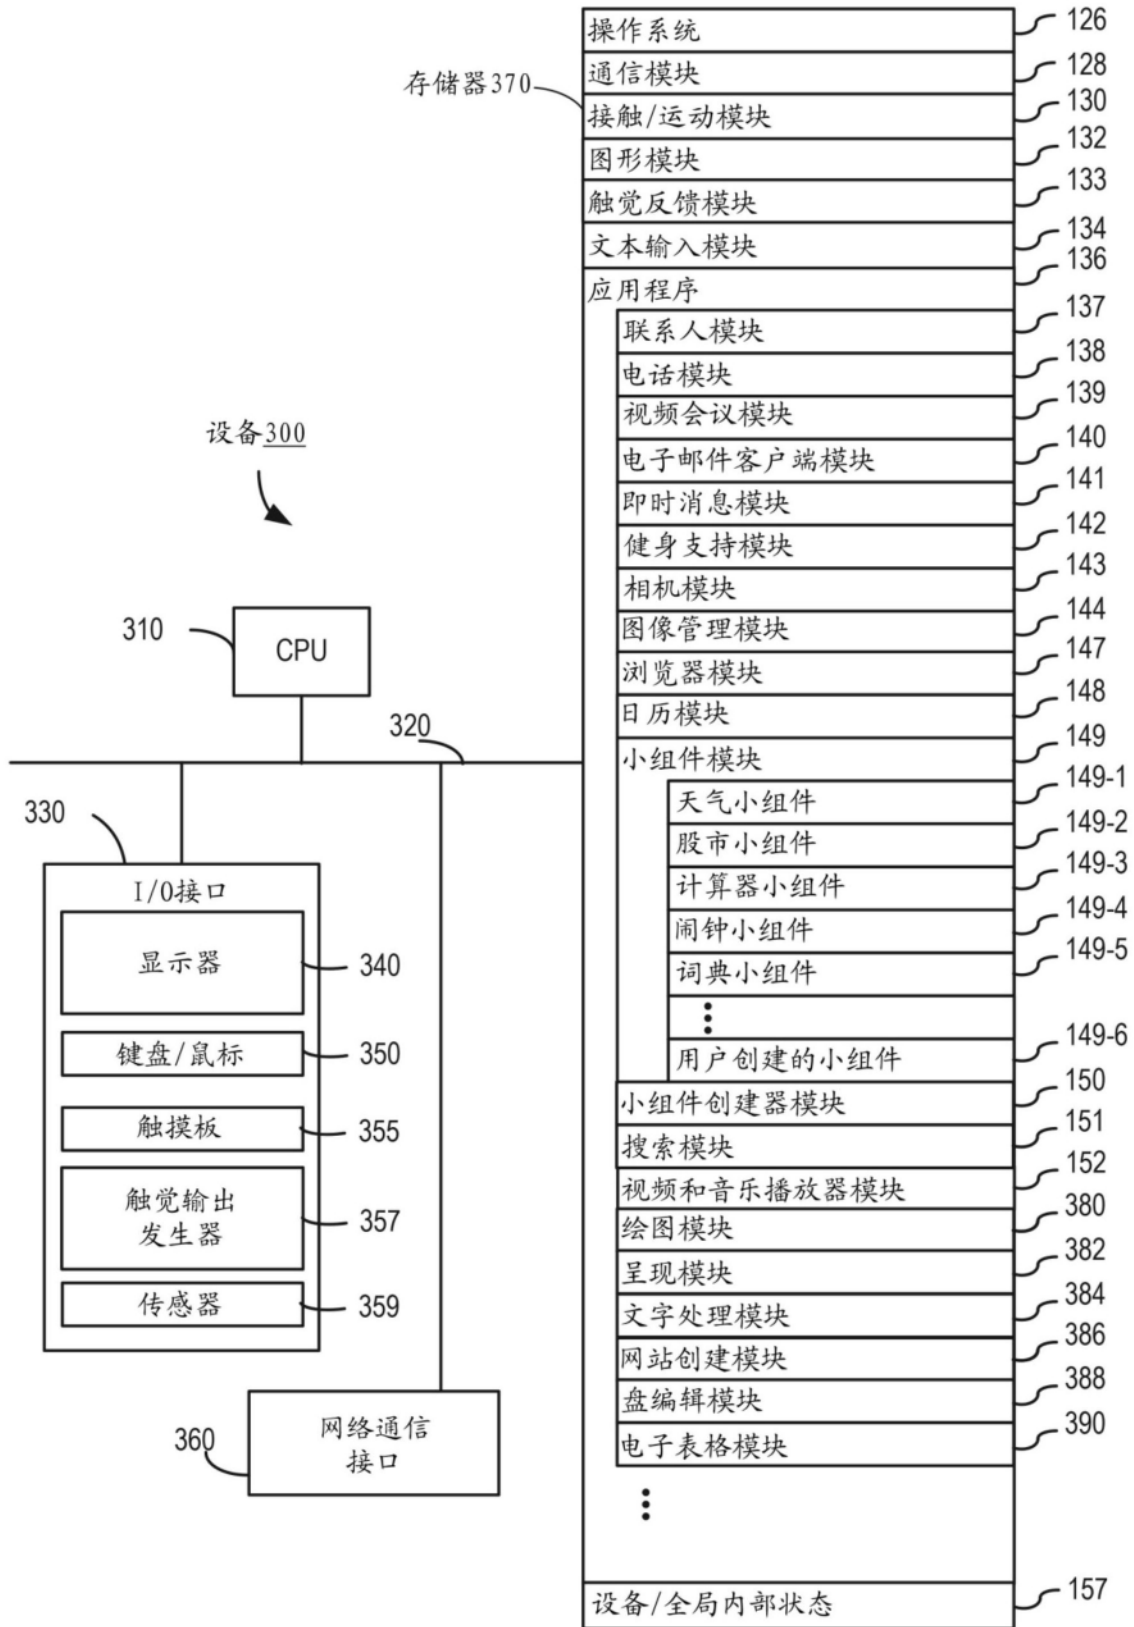 操作系统 126
存储器370
通信模块 128
接触/运动模块 130
图形模块 132
触觉反馈模块 133
文本输入模块 134
应用程序 136
联系人模块 137
电话模块 138
视频会议模块 139
设备300
电子邮件客户端模块 140
即时消息模块 141
健身支持模块 142
相机模块 143
310
CPU
图像管理模块 144
浏览器模块 147
日历模块 148
320
小组件模块 149
天气小组件 149-1
股市小组件 149-2
计算器小组件 149-3
闹钟小组件 149-4
词典小组件 149-5
用户创建的小组件 149-6
330
I/O接口
显示器 340
键盘/鼠标 350
触摸板 355
触觉输出
发生器 357
传感器 359
小组件创建器模块 150
搜索模块 151
视频和音乐播放器模块 152
绘图模块 380
呈现模块 382
文字处理模块 384
网站创建模块 386
盘编辑模块 388
电子表格模块 390
360
网络通信
接口
设备/全局内部状态 157